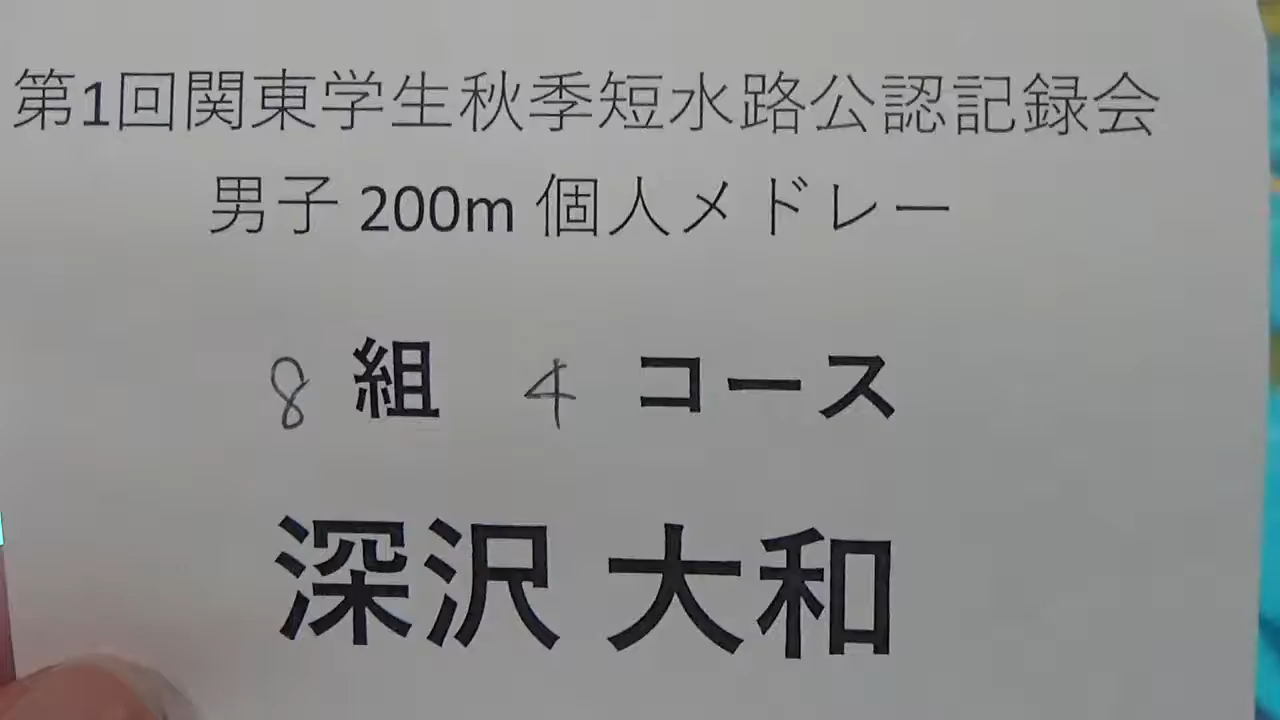 第1回関東学生秋季短水路公認記録会
男子 200m 個人メドレー
8 組 4 コース
深沢 大和